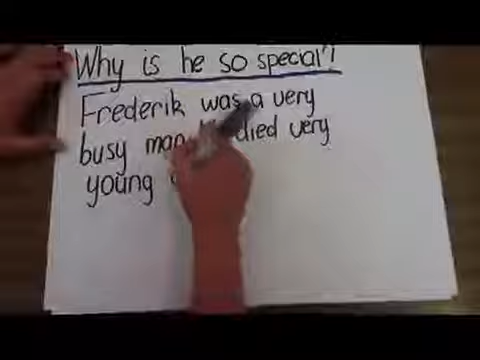 Why is he so special?
Frederik was a very
busy man died very
young